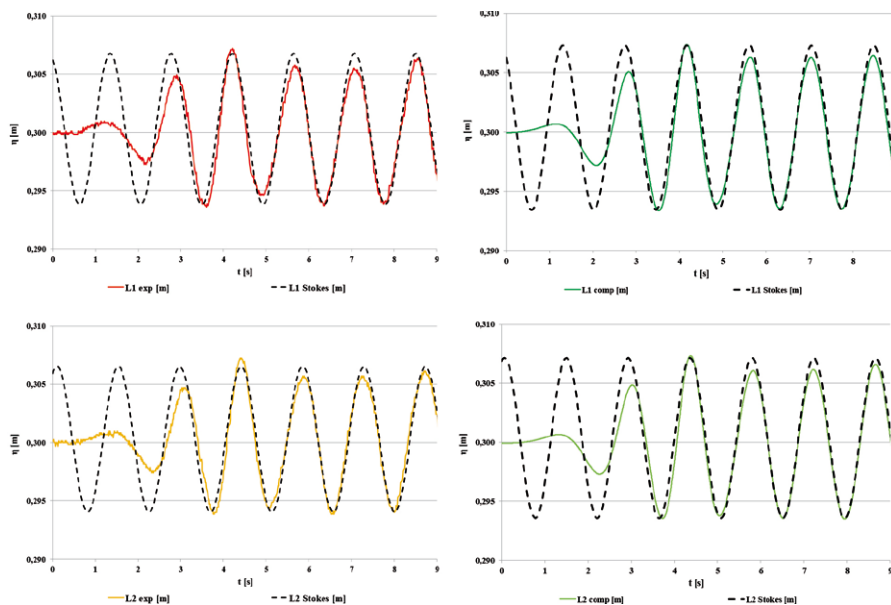 0,310
0,305
0,300
0,295
0,290
η [m]
0 1 2 3 4 5 6 7 8 9
t [s]
L1 exp [m] L1 Stokes [m]
0,310
0,305
0,300
0,295
0,290
η [m]
0 1 2 3 4 5 6 7 8
t [s]
L1 comp [m] L1 Stokes [m]
0,310
0,305
0,300
0,295
0,290
η [m]
0 1 2 3 4 5 6 7 8 9
t [s]
L2 exp [m] L2 Stokes [m]
0,310
0,305
0,300
0,295
0,290
η [m]
0 1 2 3 4 5 6 7 8 9
t [s]
L2 comp [m] L2 Stokes [m]